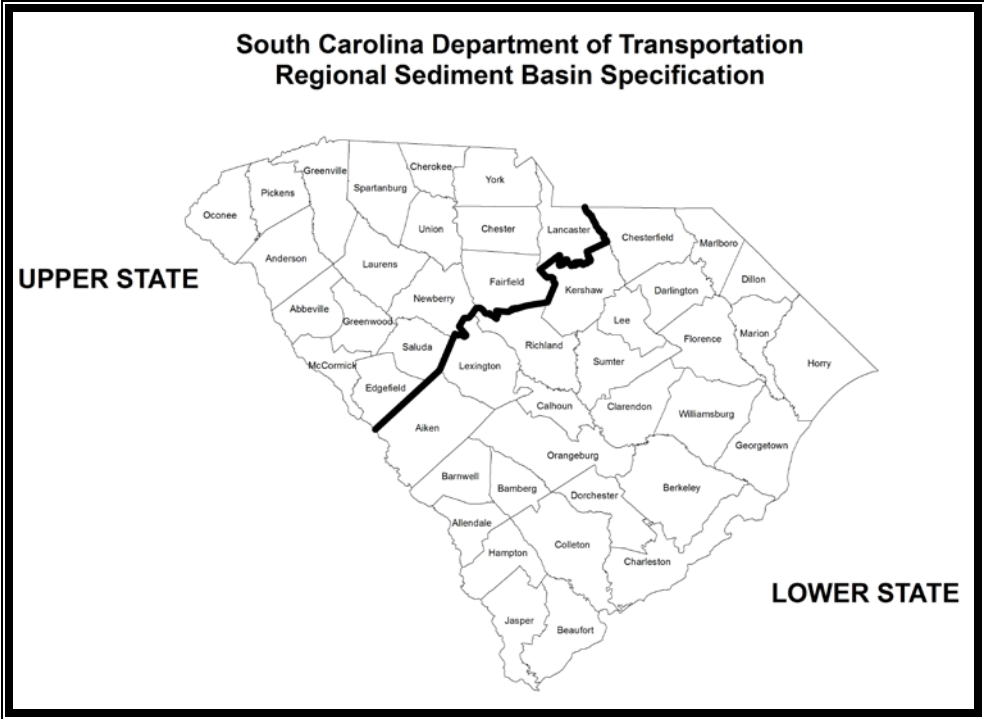 South Carolina Department of Transportation
Regional Sediment Basin Specification
Cherokee
Greenville
York
Spartanburg
Pickens
Oconee
Union
Chester
Lancaster
Chesterfield
Marlboro
Anderson
Laurens
UPPER STATE
Fairfield
Dillon
Kershaw
Darlington
Newberry
Abbeville
Greenwood
Lee
Marion
Florence
Saluda
Richland
Sumter
Horry
McCormick
Lexington
Edgefield
Calhoun
Clarendon
Williamsburg
Aiken
Georgetown
Orangeburg
Barnwell
Bamberg
Berkeley
Dorchester
Allendale
Colleton
Hampton
Charleston
LOWER STATE
Jasper
Beaufort